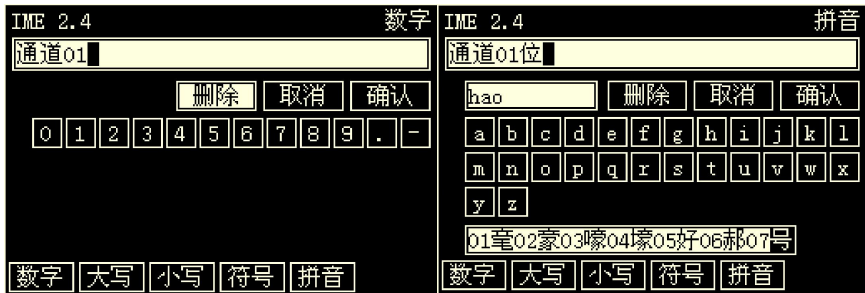 IME 2.4 数字
通道01
删除 取消 确认
0 1 2 3 4 5 6 7 8 9 . -
数字 大写 小写 符号 拼音
IME 2.4 拼音
通道01位
hao 删除 取消 确认
a b c d e f g h i j k l
m n o p q r s t u v w x
y z
01毫02豪03嚎04壕05好06郝07号
数字 大写 小写 符号 拼音